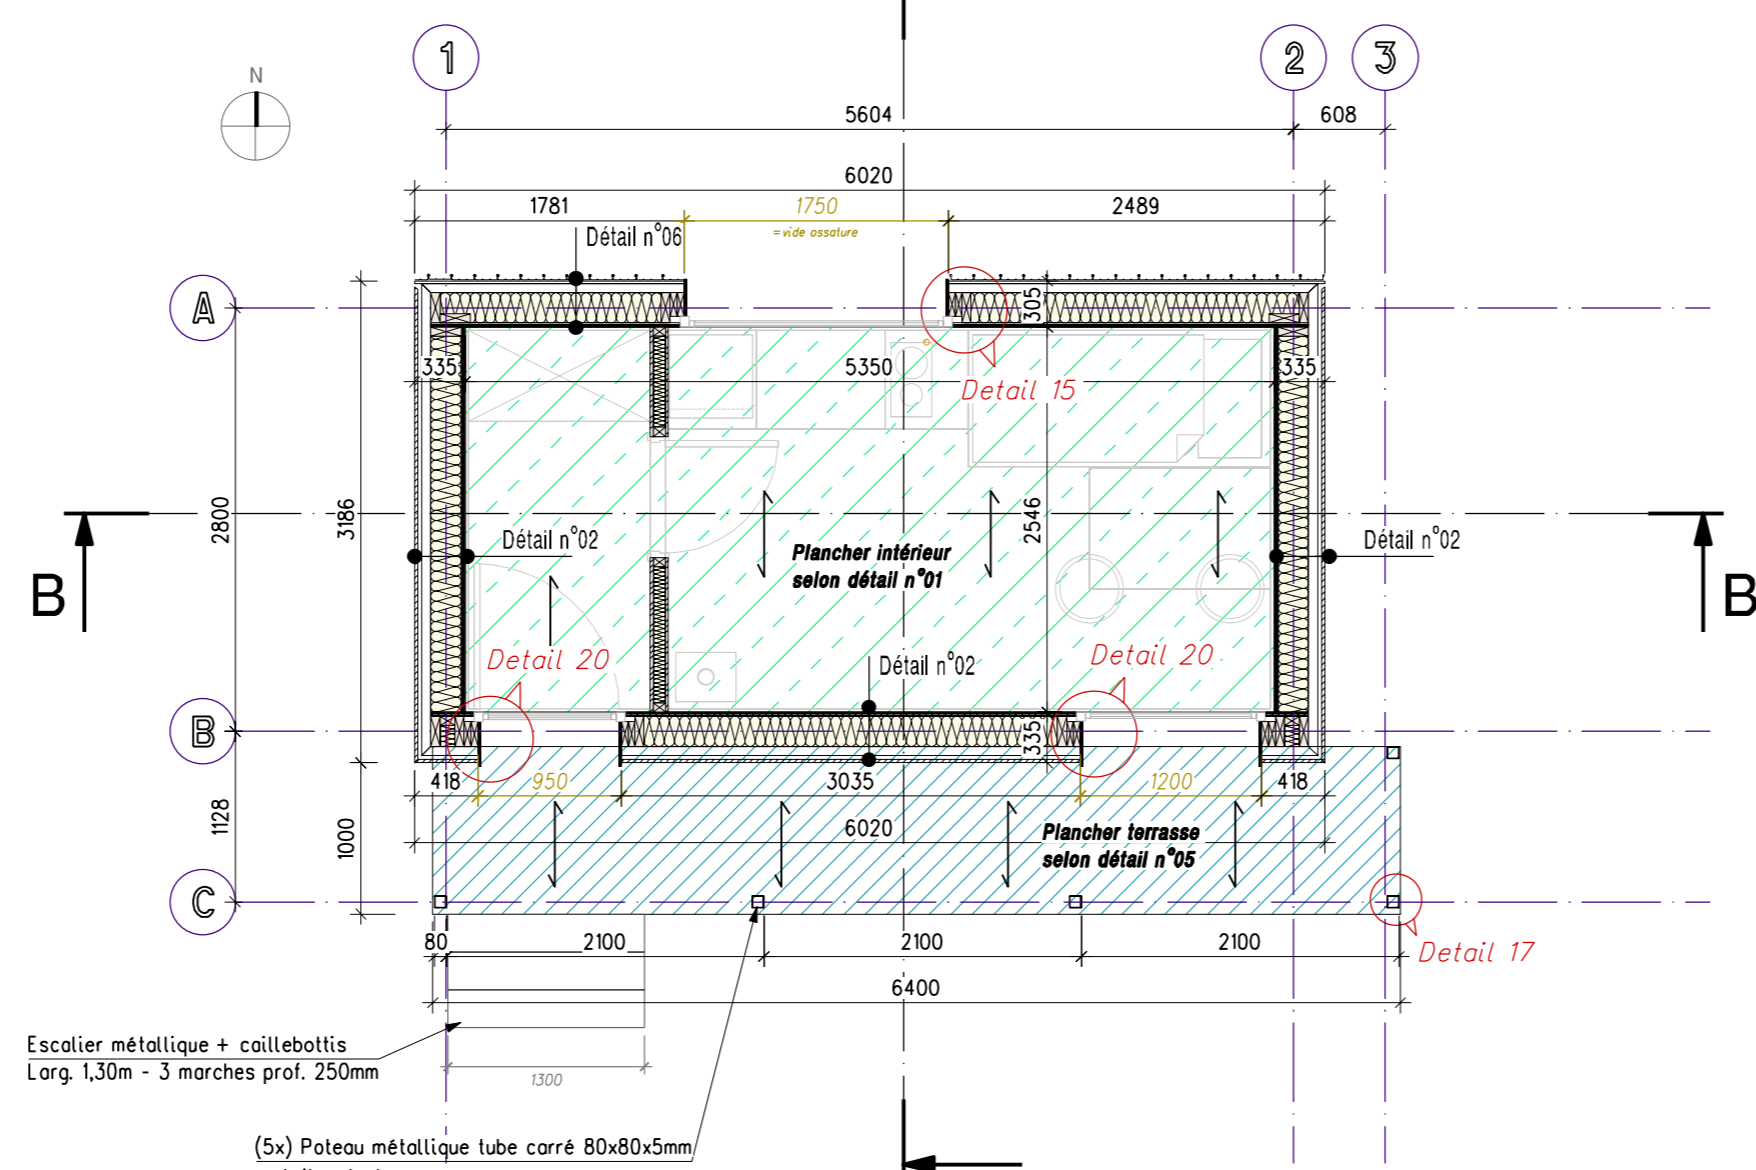 1
2
3
N
5604
608
6020
1781
1750
2489
=vide ossature
Détail n°06
A
305
335
5350
335
Detail 15
2800
3186
2546
Détail n°02
Détail n°02
B
B
Plancher intérieur
selon détail n°01
Detail 20
Détail n°02
Detail 20
B
335
418
950
3035
1200
418
1128
1000
6020
Plancher terrasse
selon détail n°05
C
80
2100
2100
2100
Detail 17
6400
Escalier métallique + caillebottis
Larg. 1,30m - 3 marches prof. 250mm
1300
(5x) Poteau métallique tube carré 80x80x5mm